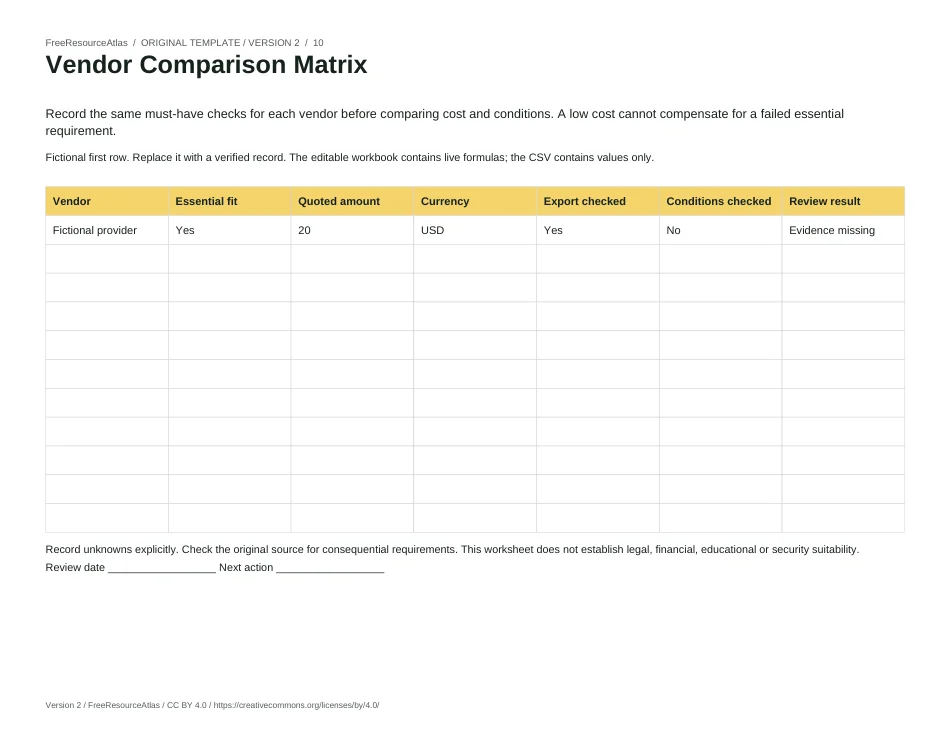 FreeResourceAtlas / ORIGINAL TEMPLATE / VERSION 2 / 10
Vendor Comparison Matrix
Record the same must-have checks for each vendor before comparing cost and conditions. A low cost cannot compensate for a failed essential
requirement.
Fictional first row. Replace it with a verified record. The editable workbook contains live formulas; the CSV contains values only.
Vendor Essential fit Quoted amount Currency Export checked Conditions checked Review result
Fictional provider Yes 20 USD Yes No Evidence missing
Record unknowns explicitly. Check the original source for consequential requirements. This worksheet does not establish legal, financial, educational or security suitability.
Review date __________________ Next action __________________
Version 2 / FreeResourceAtlas / CC BY 4.0 / https://creativecommons.org/licenses/by/4.0/